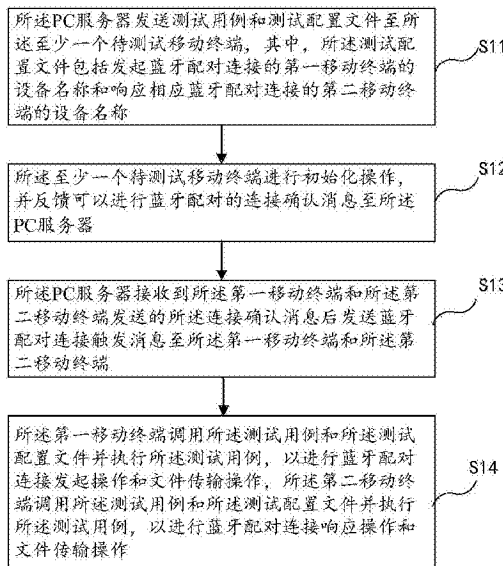 所述PC服务器发送测试用例和测试配置文件至所
述至少一个待测试移动终端，其中，所述测试配
置文件包括发起蓝牙配对连接的第一移动终端的
设备名称和响应相应蓝牙配对连接的第二移动终
端的设备名称
S11
所述至少一个待测试移动终端进行初始化操作，
并反馈可以进行蓝牙配对的连接确认消息至所述
PC服务器
S12
所述PC服务器接收到所述第一移动终端和所述第
二移动终端发送的所述连接确认消息后发送蓝牙
配对连接触发消息至所述第一移动终端和所述第
二移动终端
S13
所述第一移动终端调用所述测试用例和所述测试
配置文件并执行所述测试用例，以进行蓝牙配对
连接发起操作和文件传输操作，所述第二移动终
端调用所述测试用例和所述测试配置文件并执行
所述测试用例，以进行蓝牙配对连接响应操作和
文件传输操作
S14